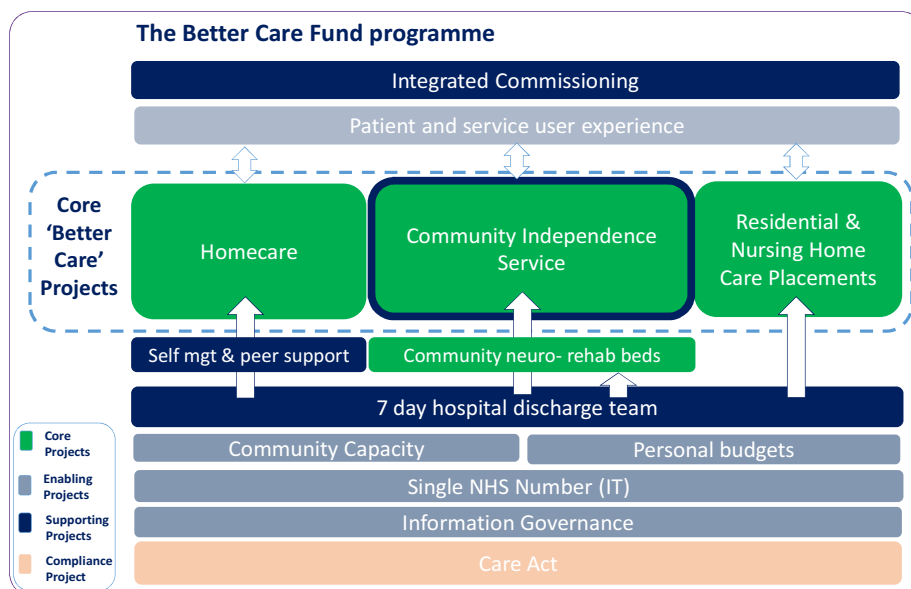 The Better Care Fund programme
Integrated Commissioning
Patient and service user experience
Core
‘Better
Care’
Projects
Homecare
Community Independence
Service
Residential &
Nursing Home
Care Placements
Self mgt & peer support
Community neuro- rehab beds
7 day hospital discharge team
Community Capacity
Personal budgets
Single NHS Number (IT)
Information Governance
Care Act
Core
Projects
Enabling
Projects
Supporting
Projects
Compliance
Project